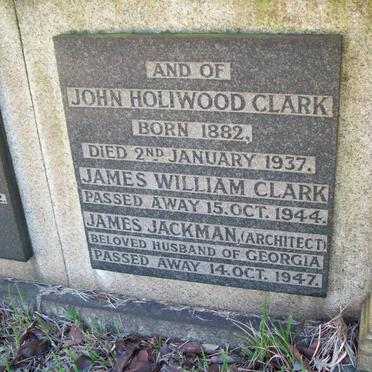 AND OF
JOHN HOLIWOOD CLARK
BORN 1882,
DIED 2ND JANUARY 1937.
JAMES WILLIAM CLARK
PASSED AWAY 15.OCT. 1944.
JAMES JACKMAN,(ARCHITECT)
BELOVED HUSBAND OF GEORGIA
PASSED AWAY 14.OCT. 1947.